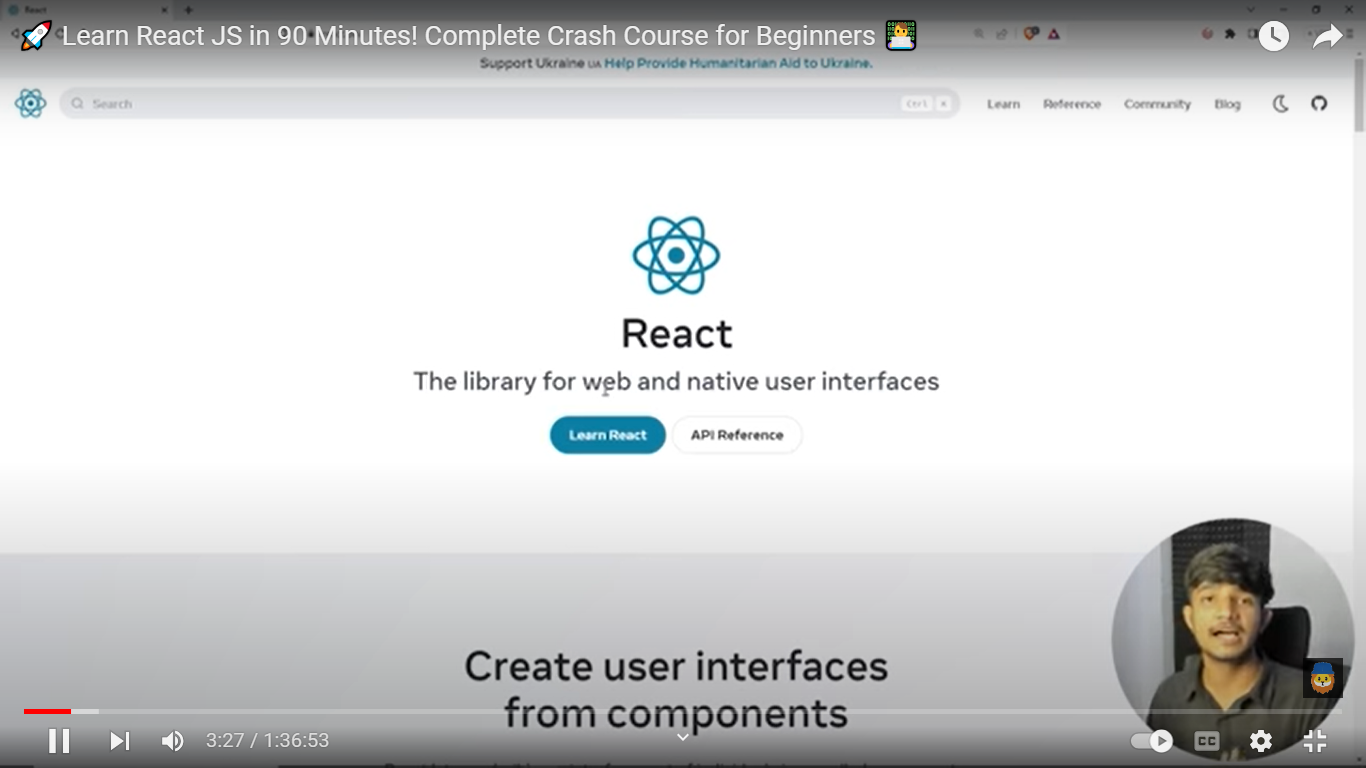 React
🚀 Learn React JS in 90 Minutes! Complete Crash Course for Beginners 👨‍💻
Support Ukraine UA Help Provide Humanitarian Aid to Ukraine.
Search
Ctrl K
Learn Reference Community Blog
React
The library for web and native user interfaces
Learn React API Reference
Create user interfaces
from components
3:27 / 1:36:53
CC